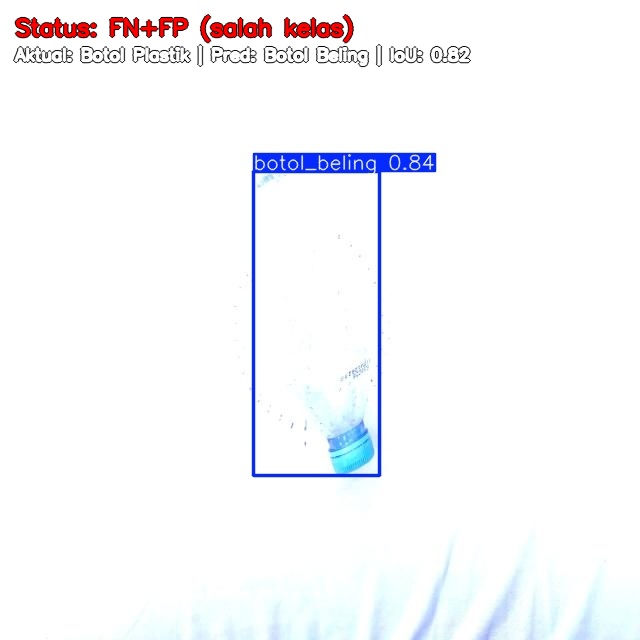 Status: FN+FP (salah kelas)
Aktual: Botol Plastik | Pred: Botol Beling | IoU: 0.82
botol_beling 0.84